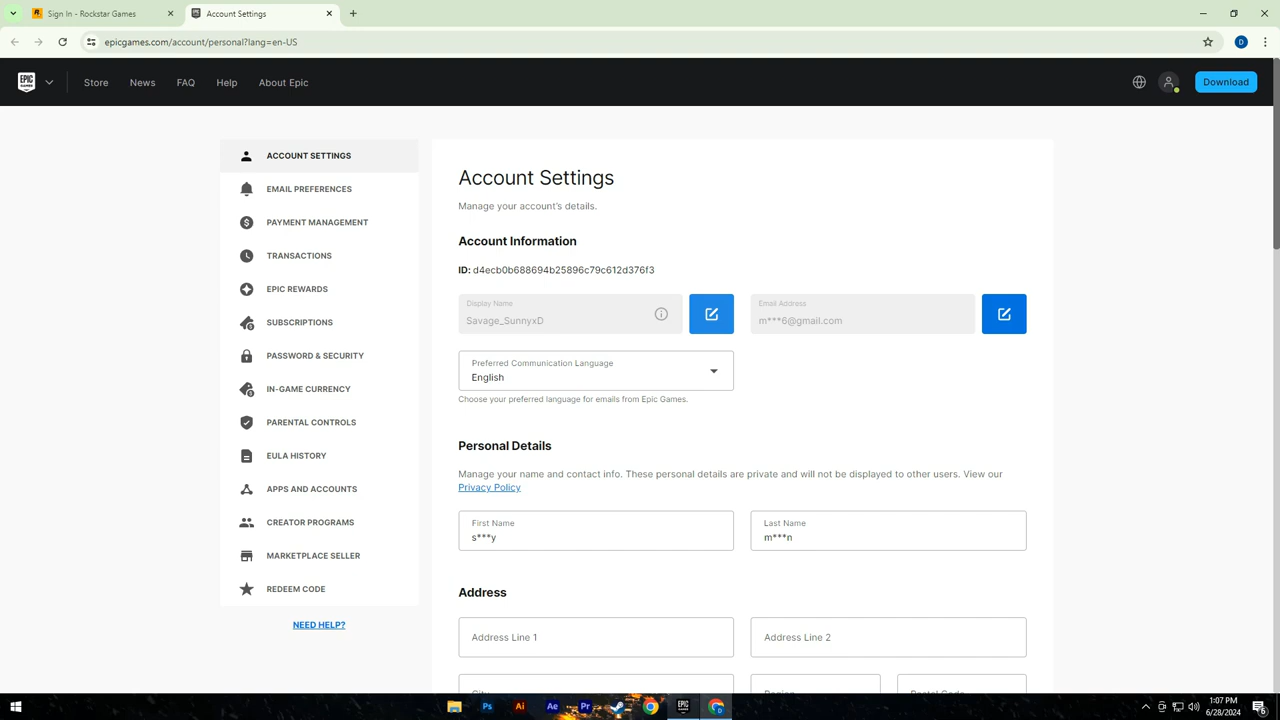 Sign In - Rockstar Games
Account Settings
epicgames.com/account/personal?lang=en-US
D
EPIC GAMES
Store
News
FAQ
Help
About Epic
Download
ACCOUNT SETTINGS
EMAIL PREFERENCES
PAYMENT MANAGEMENT
TRANSACTIONS
EPIC REWARDS
SUBSCRIPTIONS
PASSWORD & SECURITY
IN-GAME CURRENCY
PARENTAL CONTROLS
EULA HISTORY
APPS AND ACCOUNTS
CREATOR PROGRAMS
MARKETPLACE SELLER
REDEEM CODE
NEED HELP?
Account Settings
Manage your account's details.
Account Information
ID: d4ecb0b688694b25896c79c612d376f3
Display Name
Savage_SunnyxD
Email Address
m***6@gmail.com
Preferred Communication Language
English
Choose your preferred language for emails from Epic Games.
Personal Details
Manage your name and contact info. These personal details are private and will not be displayed to other users. View our
Privacy Policy
First Name
s***y
Last Name
m***n
Address
Address Line 1
Address Line 2
City
Region
Postal Code
Ps
Ai
Ae
Pr
1:07 PM
6/28/2024